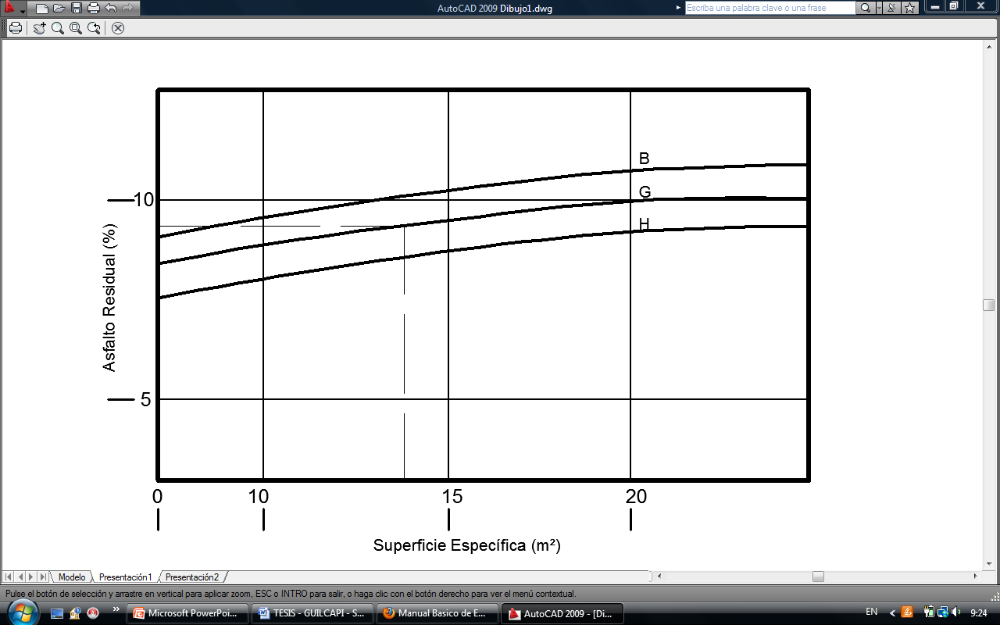 AutoCAD 2009 Dibujo1.dwg
Escriba una palabra clave o una frase
B
G
H
10
5
Asfalto Residual (%)
0 10 15 20
Superficie Específica (m²)
Modelo Presentación1 Presentación2
Pulse el botón de selección y arrastre en vertical para aplicar zoom, ESC o INTRO para salir, o haga clic con el botón derecho para ver el menú contextual.
Microsoft PowerPoi... TESIS - GUILCAPI - S... Manual Basico de E... AutoCAD 2009 - [Di... EN 9:24